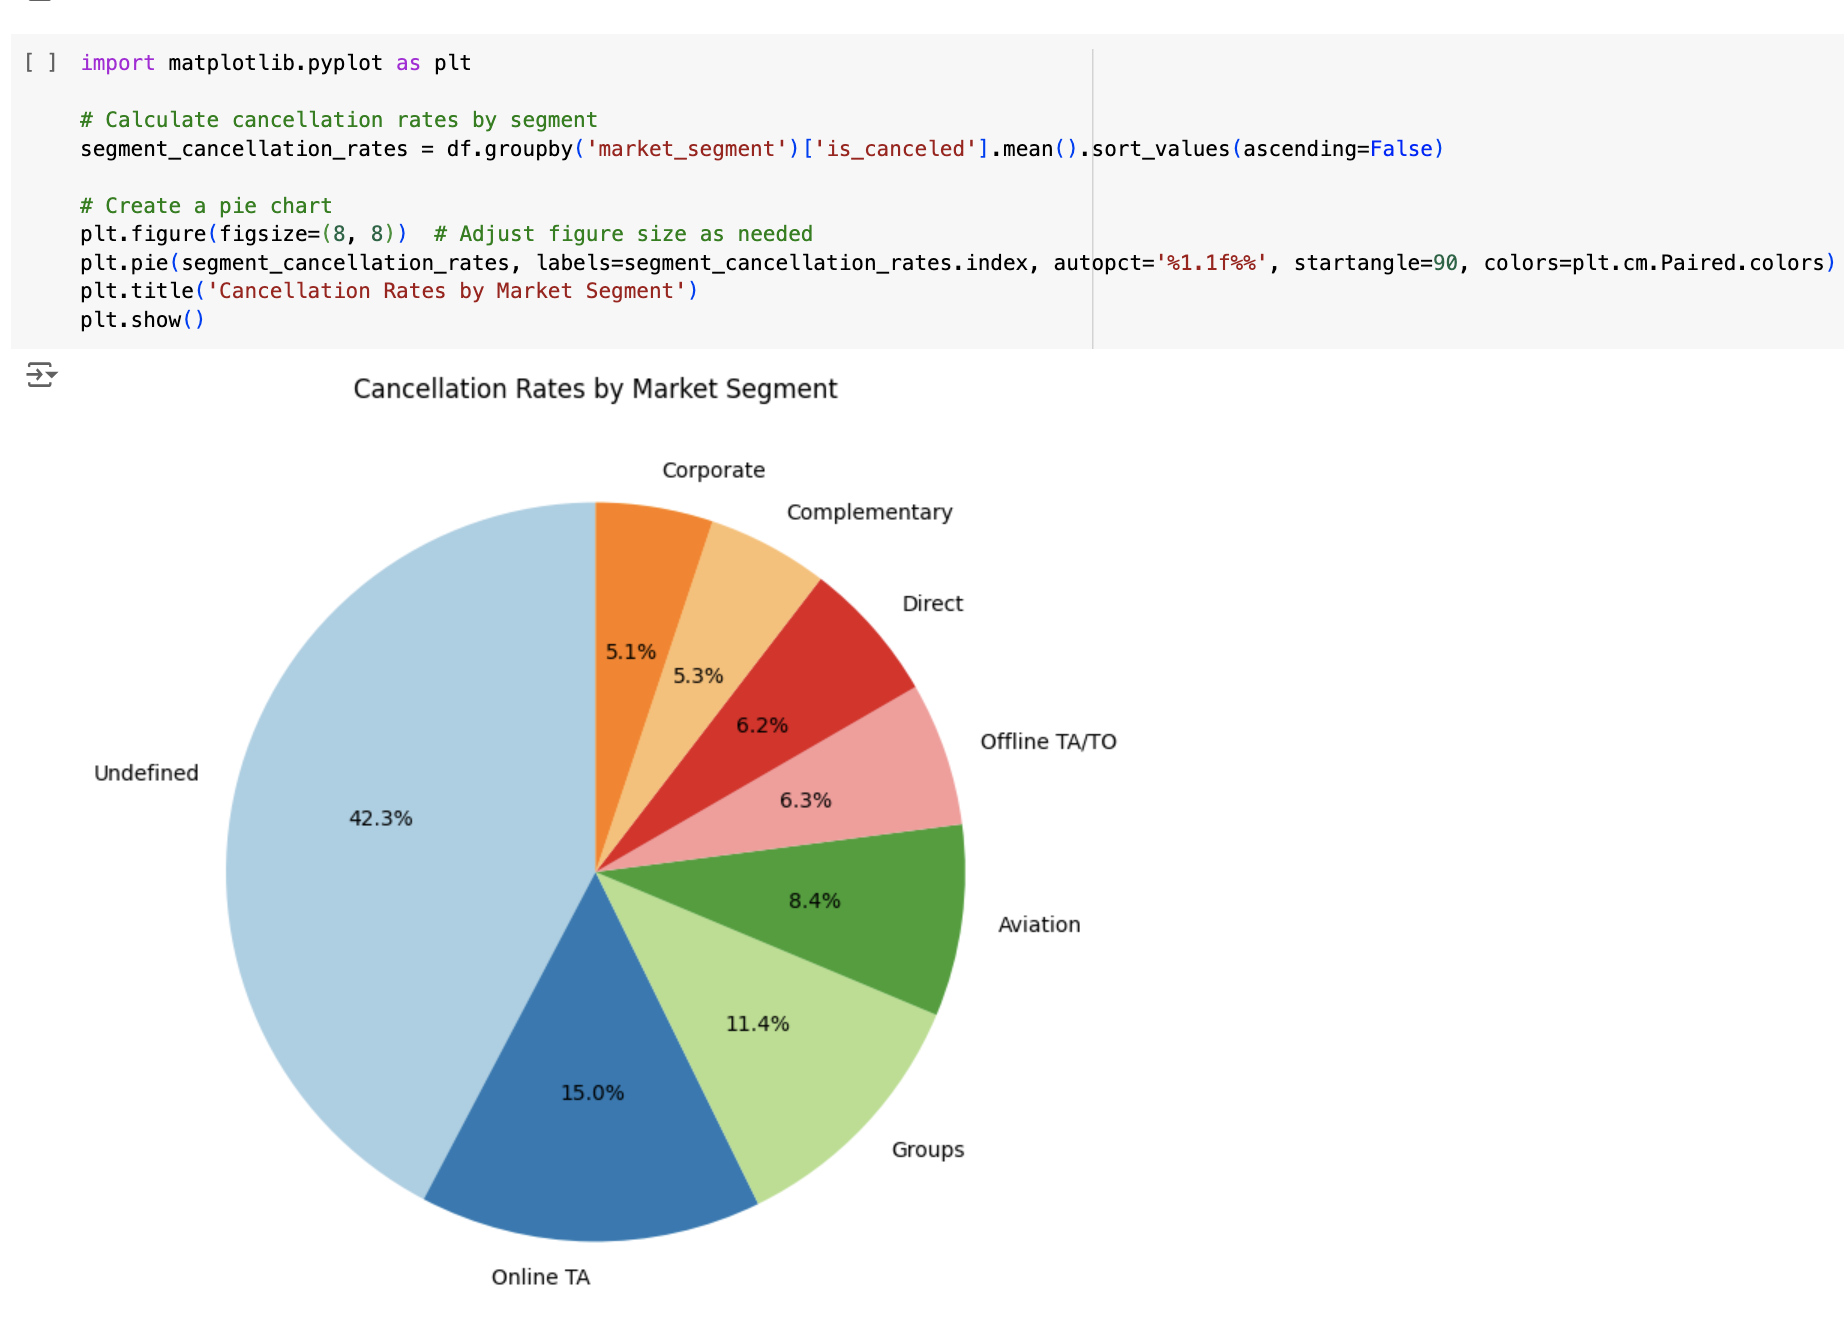 [ ] import matplotlib.pyplot as plt
# Calculate cancellation rates by segment
segment_cancellation_rates = df.groupby('market_segment')['is_canceled'].mean().sort_values(ascending=False)
# Create a pie chart
plt.figure(figsize=(8, 8))  # Adjust figure size as needed
plt.pie(segment_cancellation_rates, labels=segment_cancellation_rates.index, autopct='%1.1f%%', startangle=90, colors=plt.cm.Paired.colors)
plt.title('Cancellation Rates by Market Segment')
plt.show()
Cancellation Rates by Market Segment
Corporate
Complementary
Direct
5.1%
5.3%
6.2%
Offline TA/TO
Undefined
6.3%
42.3%
8.4%
Aviation
11.4%
15.0%
Groups
Online TA